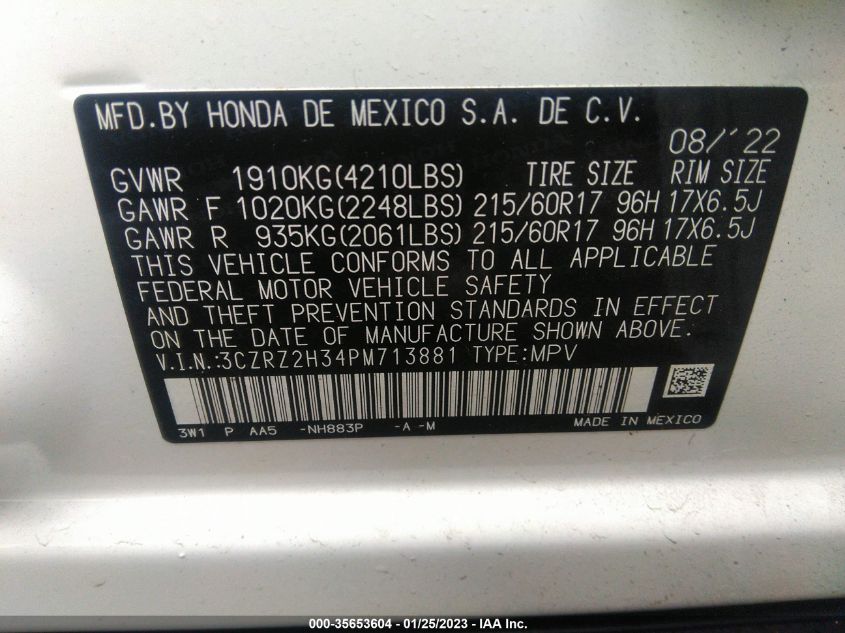 MFD.BY HONDA DE MEXICO S.A. DE C.V.
08/'22
GVWR 1910KG(4210LBS) TIRE SIZE RIM SIZE
GAWR F 1020KG(2248LBS) 215/60R17 96H 17X6.5J
GAWR R 935KG(2061LBS) 215/60R17 96H 17X6.5J
THIS VEHICLE CONFORMS TO ALL APPLICABLE
FEDERAL MOTOR VEHICLE SAFETY
AND THEFT PREVENTION STANDARDS IN EFFECT
ON THE DATE OF MANUFACTURE SHOWN ABOVE.
V.I.N.:3CZRZ2H34PM713881 TYPE:MPV
3W1 P AA5 -NH883P -A -M MADE IN MEXICO
000-35653604 - 01/25/2023 - IAA Inc.